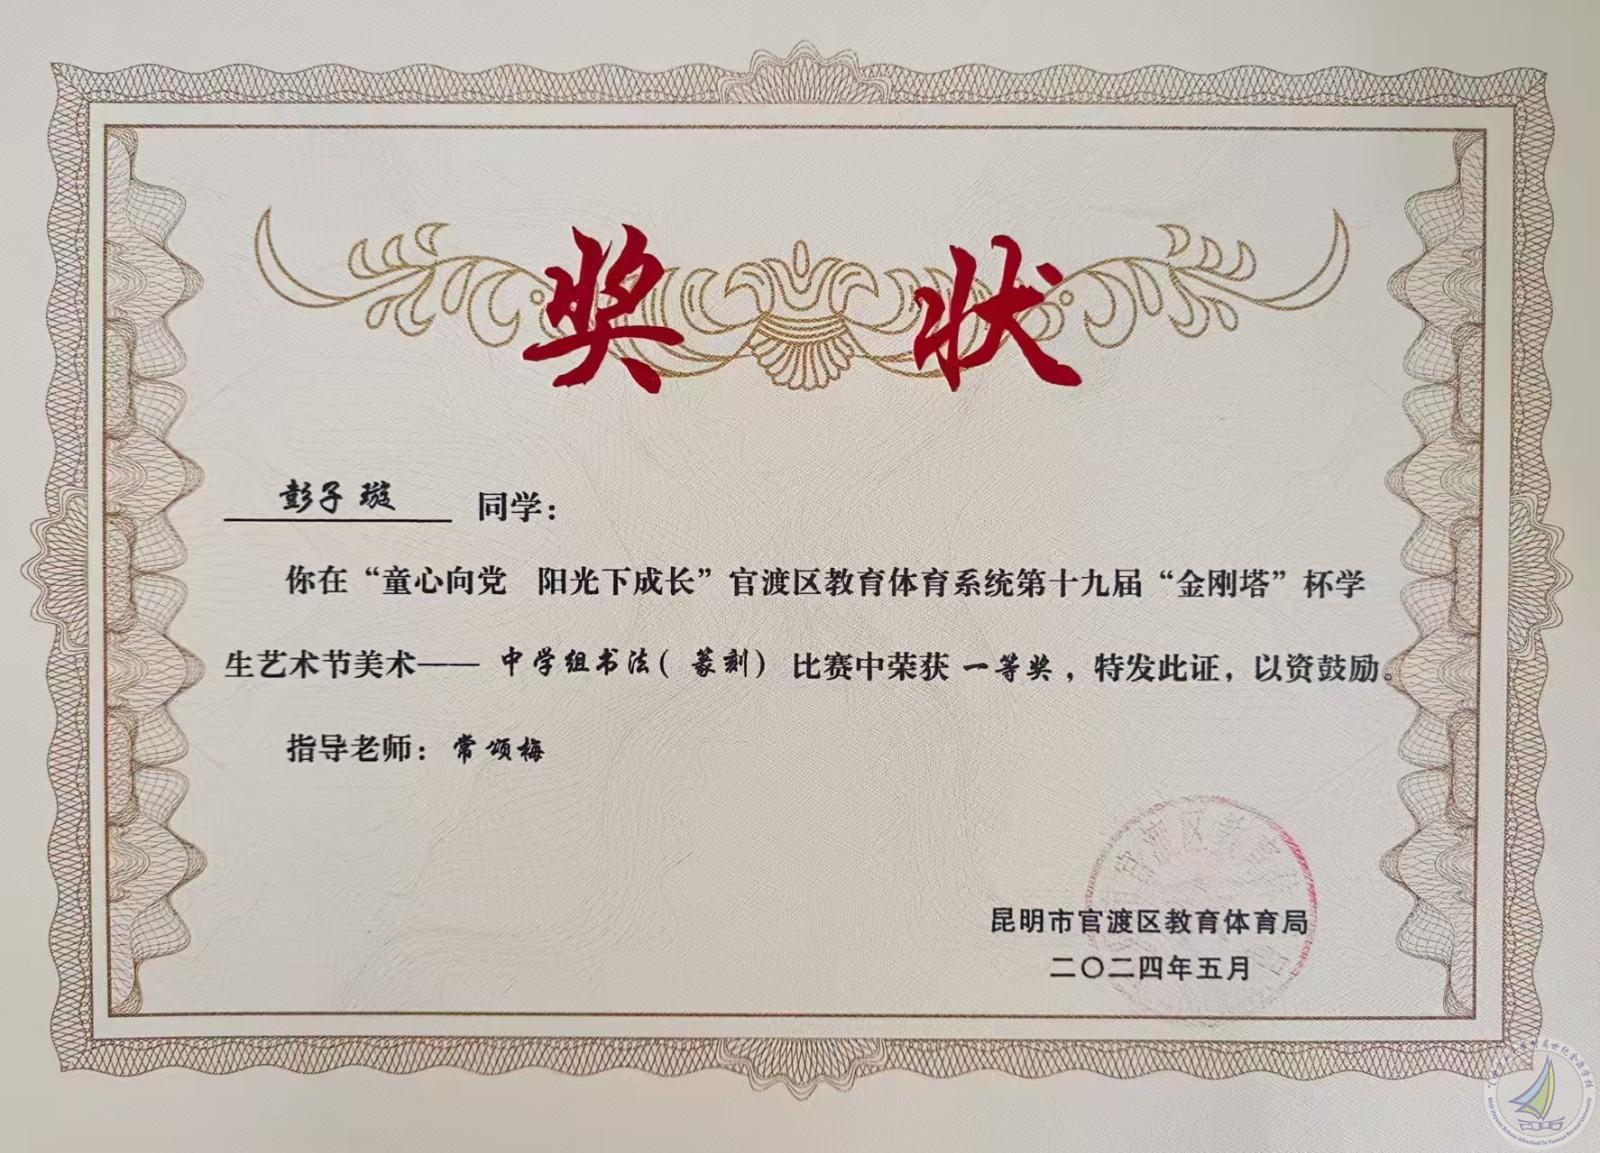 奖 状
彭子璇 同学：
你在“童心向党 阳光下成长”官渡区教育体育系统第十九届“金刚塔”杯学
生艺术节美术—— 中学组书法（篆刻） 比赛中荣获 一等奖，特发此证，以资鼓励。
指导老师：常颂梅
官渡区教
昆明市官渡区教育体育局
二〇二四年五月